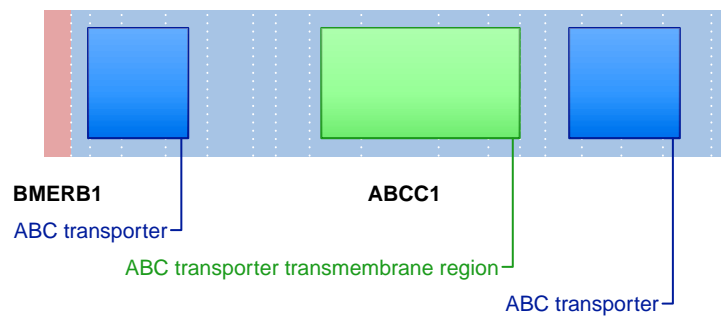 BMERB1 ABCC1
ABC transporter
ABC transporter transmembrane region
ABC transporter